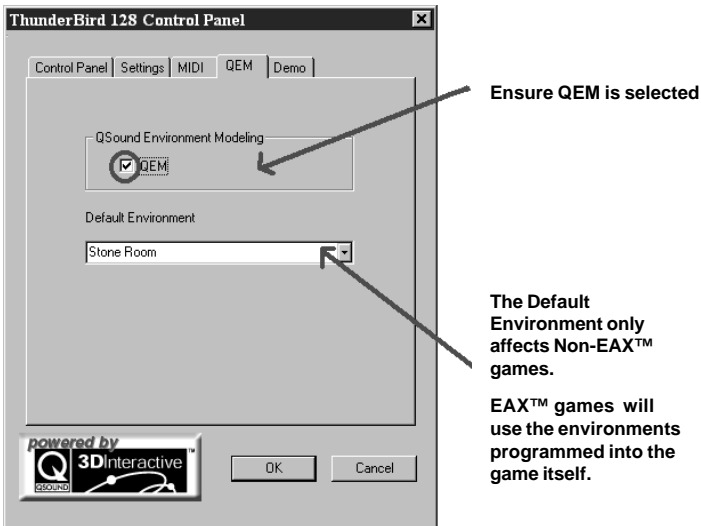 ThunderBird 128 Control Panel
Control Panel Settings MIDI QEM Demo
Ensure QEM is selected
QSound Environment Modeling
QEM
Default Environment
Stone Room
The Default
Environment only
affects Non-EAX™
games.
EAX™ games will
use the environments
programmed into the
game itself.
powered by
3DInteractive™
QSOUND
OK Cancel